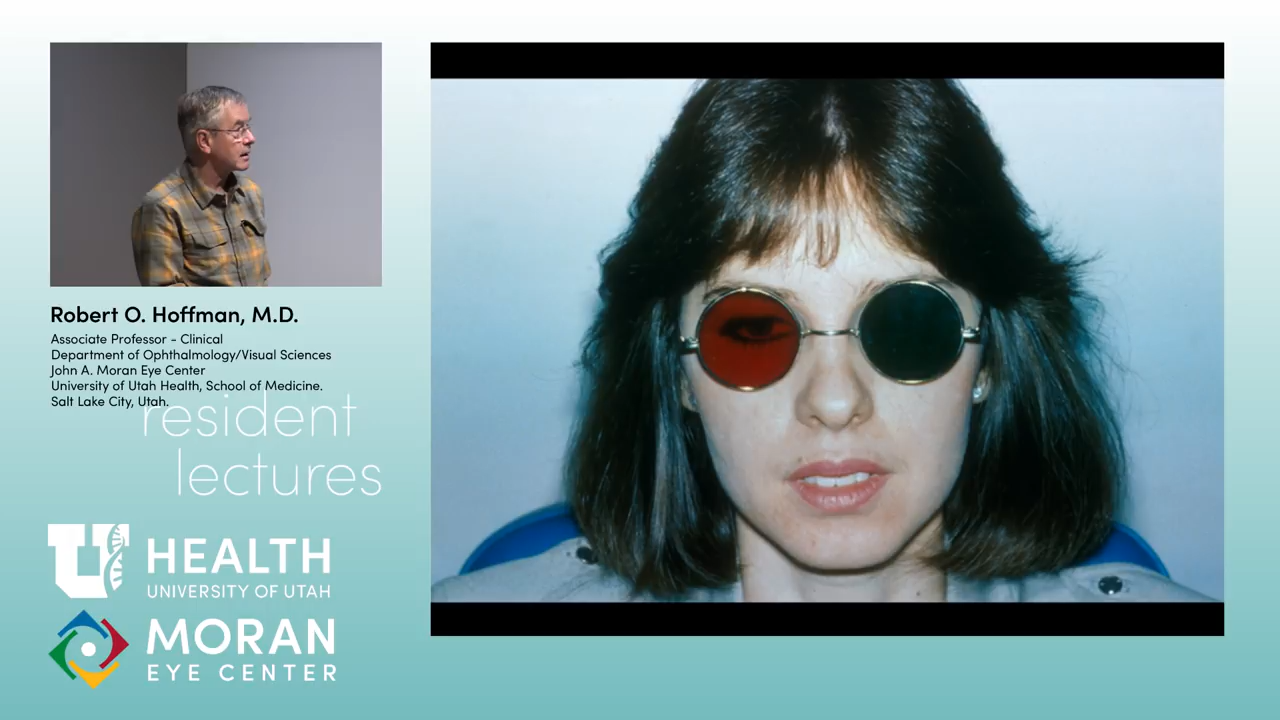 Robert O. Hoffman, M.D.
Associate Professor - Clinical
Department of Ophthalmology/Visual Sciences
John A. Moran Eye Center
University of Utah Health, School of Medicine.
Salt Lake City, Utah.
resident
lectures
U HEALTH
UNIVERSITY OF UTAH
MORAN
EYE CENTER